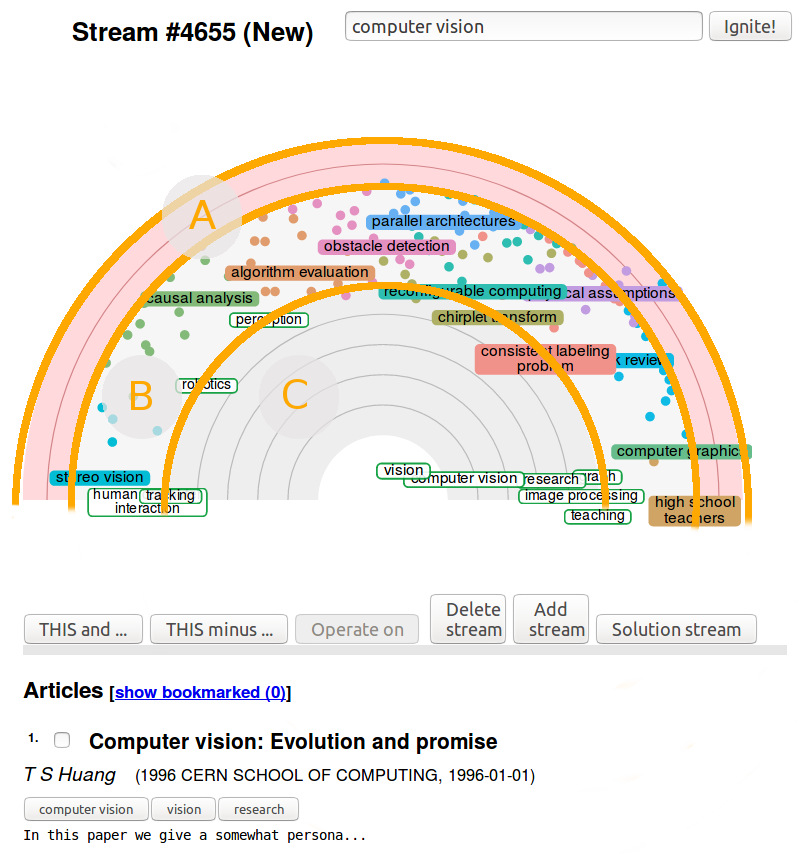 Stream #4655 (New)
computer vision
Ignite!
A
parallel architectures
obstacle detection
algorithm evaluation
causal analysis
reconfigurable computing
cal assumptions
perception
chirplet transform
consistent labeling
problem
k review
B
robotics
C
computer graphics
stereo vision
vision
computer vision
research
graph
human
tracking
interaction
image processing
teaching
high school
teachers
THIS and ...
THIS minus ...
Operate on
Delete
stream
Add
stream
Solution stream
Articles [show bookmarked (0)]
1.
Computer vision: Evolution and promise
T S Huang (1996 CERN SCHOOL OF COMPUTING, 1996-01-01)
computer vision
vision
research
In this paper we give a somewhat persona...